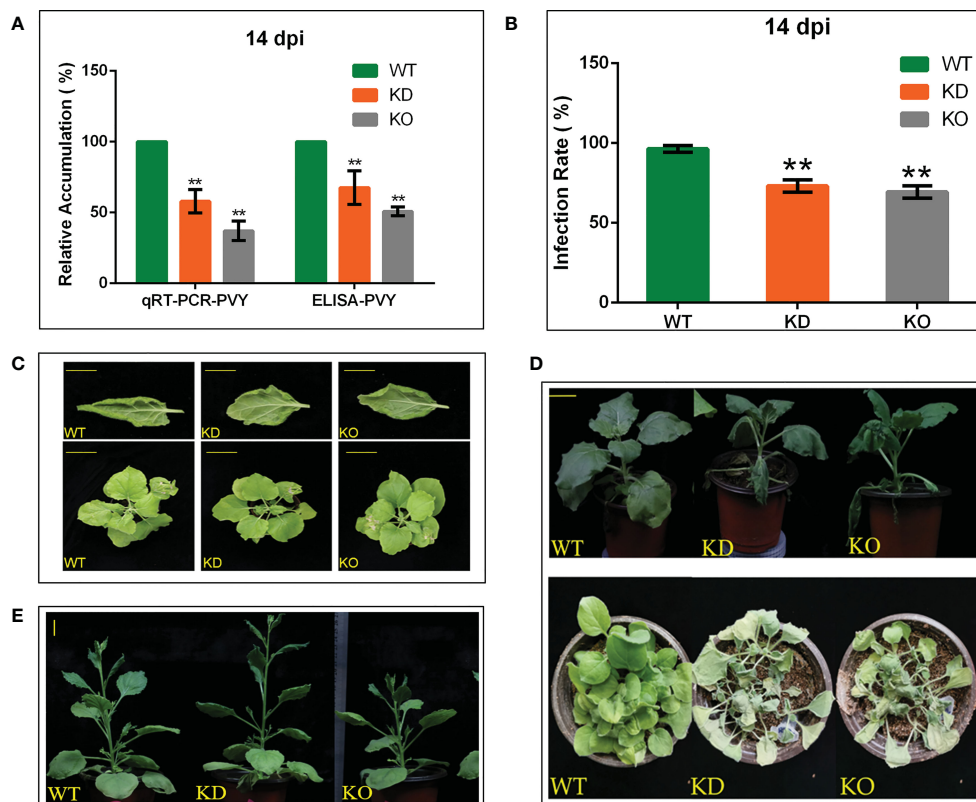 A
14 dpi
WT
KD
KO
Relative Accumulation ( %)
150
100
50
0
qRT-PCR-PVY
ELISA-PVY
**
**
**
**
B
14 dpi
WT
KD
KO
Infection Rate ( %)
150
100
50
0
**
**
WT
KD
KO
C
WT
KD
KO
WT
KD
KO
D
WT
KD
KO
WT
KD
KO
E
WT
KD
KO